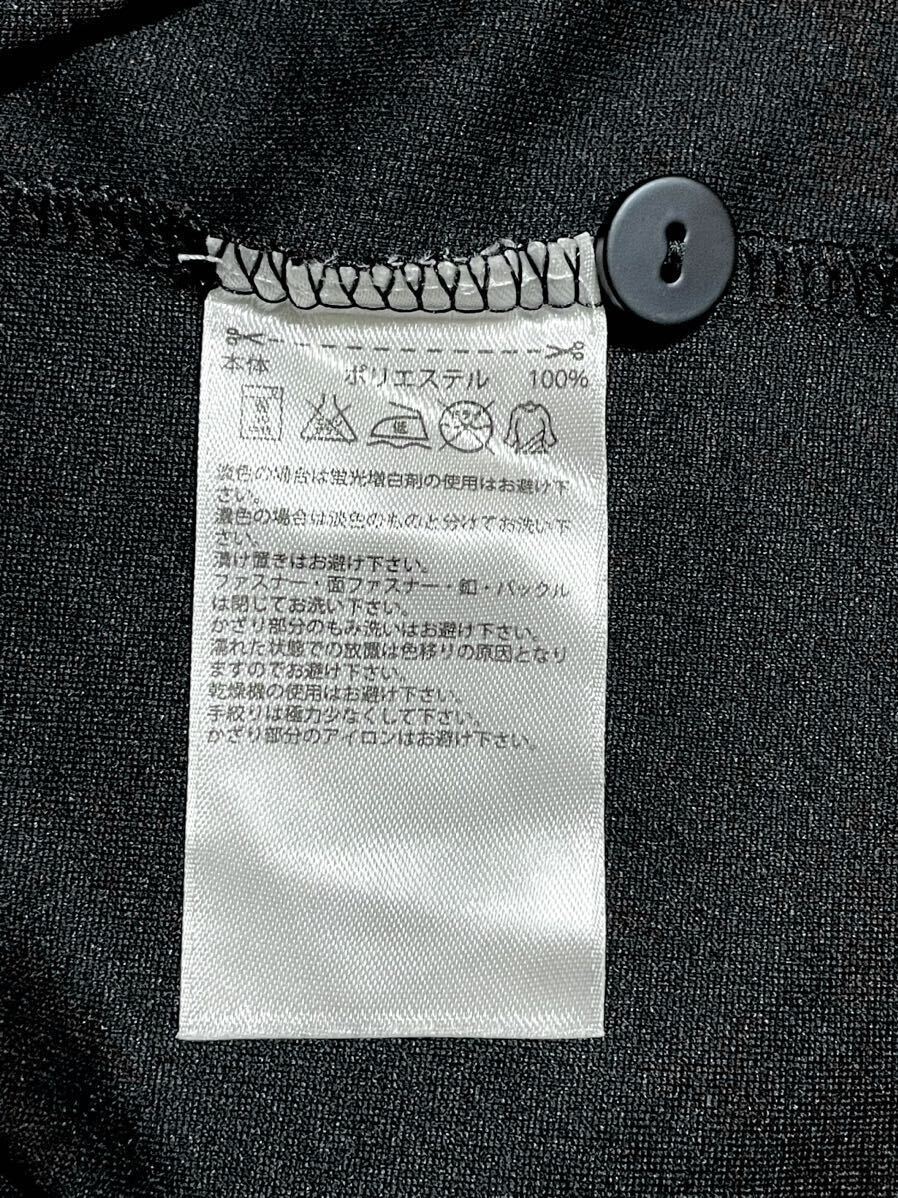 本体
ポリエステル 100%
低
淡色の場合は蛍光増白剤の使用はお避け下
さい。
濃色の場合は淡色のものと分けてお洗い下
さい。
漬け置きはお避け下さい。
ファスナー・面ファスナー・釦・バックル
は閉じてお洗い下さい。
かざり部分のもみ洗いはお避け下さい。
濡れた状態での放置は色移りの原因となり
ますのでお避け下さい。
乾燥機の使用はお避け下さい。
手絞りは極力少なくして下さい。
かざり部分のアイロンはお避け下さい。